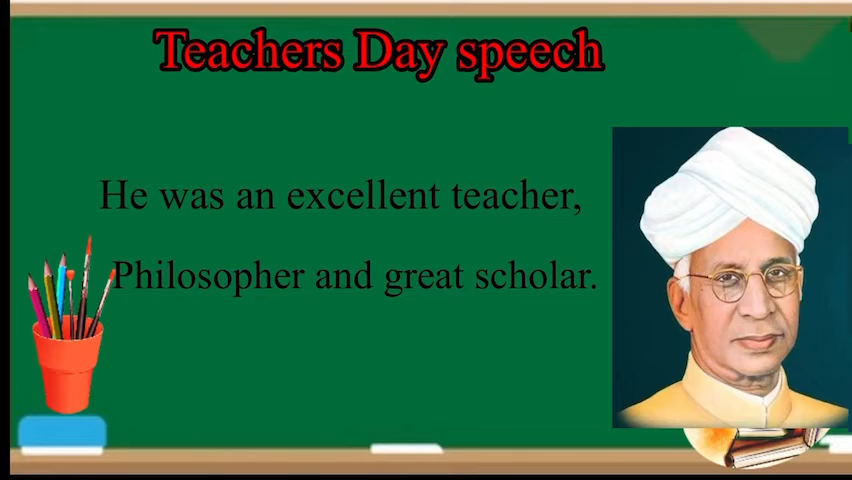 Teachers Day speech
He was an excellent teacher,
Philosopher and great scholar.